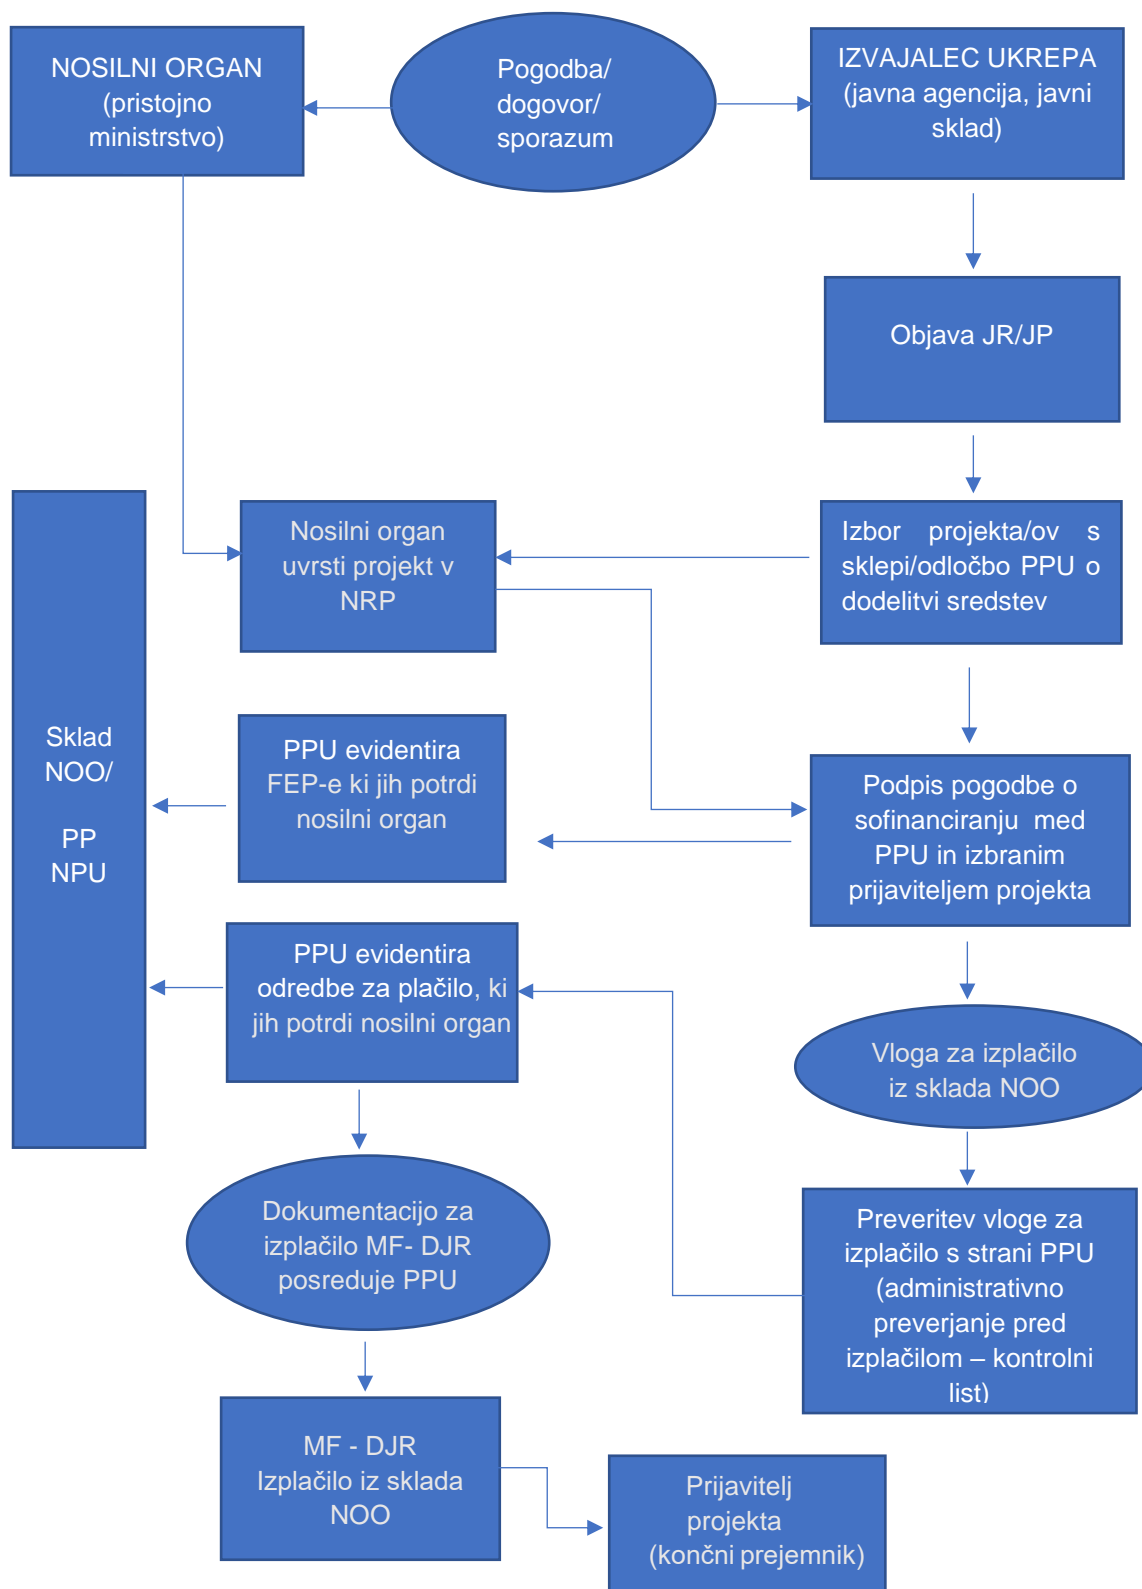 NOSILNI ORGAN
(pristojno
ministrstvo)
Pogodba/
dogovor/
sporazum
IZVAJALEC UKREPA
(javna agencija, javni
sklad)
Objava JR/JP
Nosilni organ
uvrsti projekt v
NRP
Izbor projekta/ov s
sklepi/odločbo PPU o
dodelitvi sredstev
Sklad
NOO/
PP
NPU
PPU evidentira
FEP-e ki jih potrdi
nosilni organ
Podpis pogodbe o
sofinanciranju med
PPU in izbranim
prijaviteljem projekta
PPU evidentira
odredbe za plačilo, ki
jih potrdi nosilni organ
Vloga za izplačilo
iz sklada NOO
Dokumentacijo za
izplačilo MF- DJR
posreduje PPU
Preveritev vloge za
izplačilo s strani PPU
(administrativno
preverjanje pred
izplačilom – kontrolni
list)
MF - DJR
Izplačilo iz sklada
NOO
Prijavitelj
projekta
(končni prejemnik)